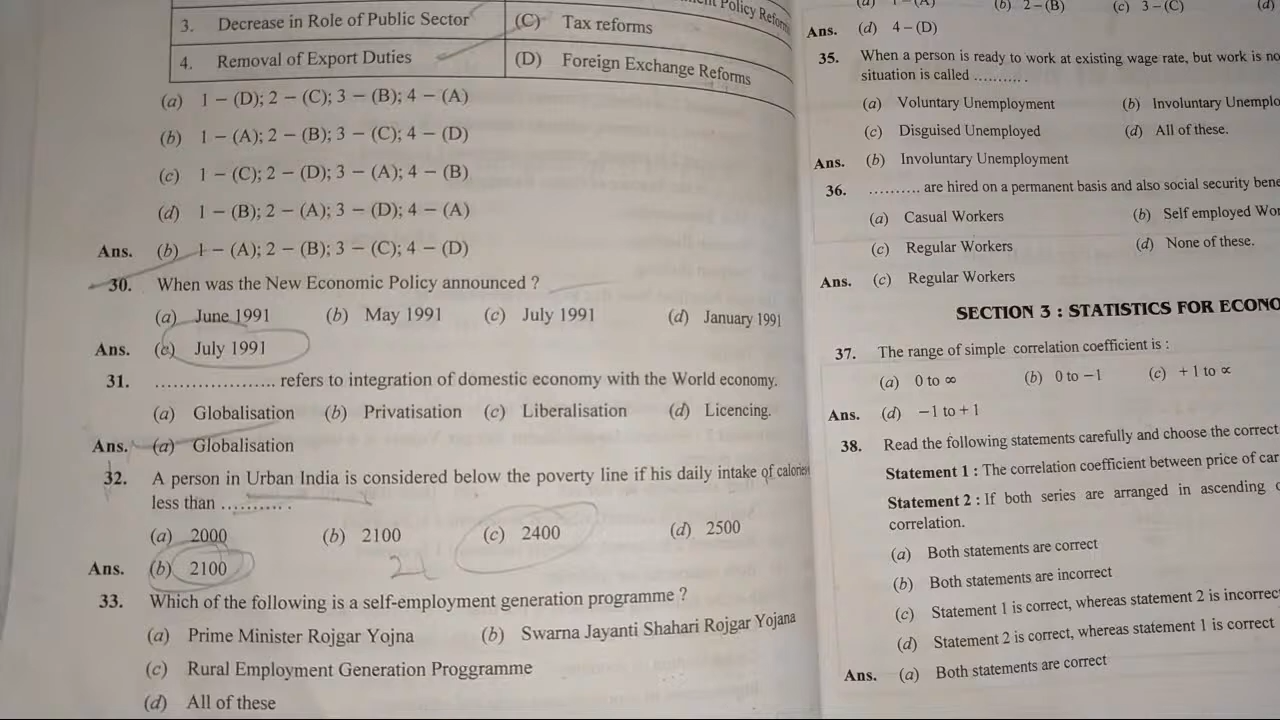 3. Decrease in Role of Public Sector (C) Tax reforms
4. Removal of Export Duties (D) Foreign Exchange Reforms
(a) 1 – (D); 2 – (C); 3 – (B); 4 – (A)
(b) 1 – (A); 2 – (B); 3 – (C); 4 – (D)
(c) 1 – (C); 2 – (D); 3 – (A); 4 – (B)
(d) 1 – (B); 2 – (A); 3 – (D); 4 – (A)
Ans. (b) 1 – (A); 2 – (B); 3 – (C); 4 – (D)
30. When was the New Economic Policy announced ?
(a) June 1991 (b) May 1991 (c) July 1991 (d) January 1991
Ans. (c) July 1991
31. .................... refers to integration of domestic economy with the World economy.
(a) Globalisation (b) Privatisation (c) Liberalisation (d) Licencing.
Ans. (a) Globalisation
32. A person in Urban India is considered below the poverty line if his daily intake of calories
less than ........... .
(a) 2000 (b) 2100 (c) 2400 (d) 2500
Ans. (b) 2100
33. Which of the following is a self-employment generation programme ?
(a) Prime Minister Rojgar Yojna (b) Swarna Jayanti Shahari Rojgar Yojana
(c) Rural Employment Generation Proggramme
(d) All of these
(b) 2 – (B) (c) 3 – (C) (d)
Ans. (d) 4 – (D)
35. When a person is ready to work at existing wage rate, but work is
situation is called .......... .
(a) Voluntary Unemployment (b) Involuntary
(c) Disguised Unemployed (d) All of these.
Ans. (b) Involuntary Unemployment
36. .......... are hired on a permanent basis and also social security
(a) Casual Workers (b) Self employed
(c) Regular Workers (d) None of these.
Ans. (c) Regular Workers
SECTION 3 : STATISTICS FOR
37. The range of simple correlation coefficient is :
(a) 0 to ∞ (b) 0 to –1 (c) +1 to ∝
Ans. (d) –1 to +1
38. Read the following statements carefully and choose the correct
Statement 1 : The correlation coefficient between price of
Statement 2 : If both series are arranged in ascending
correlation.
(a) Both statements are correct
(b) Both statements are incorrect
(c) Statement 1 is correct, whereas statement 2 is
(d) Statement 2 is correct, whereas statement 1 is correct
Ans. (a) Both statements are correct